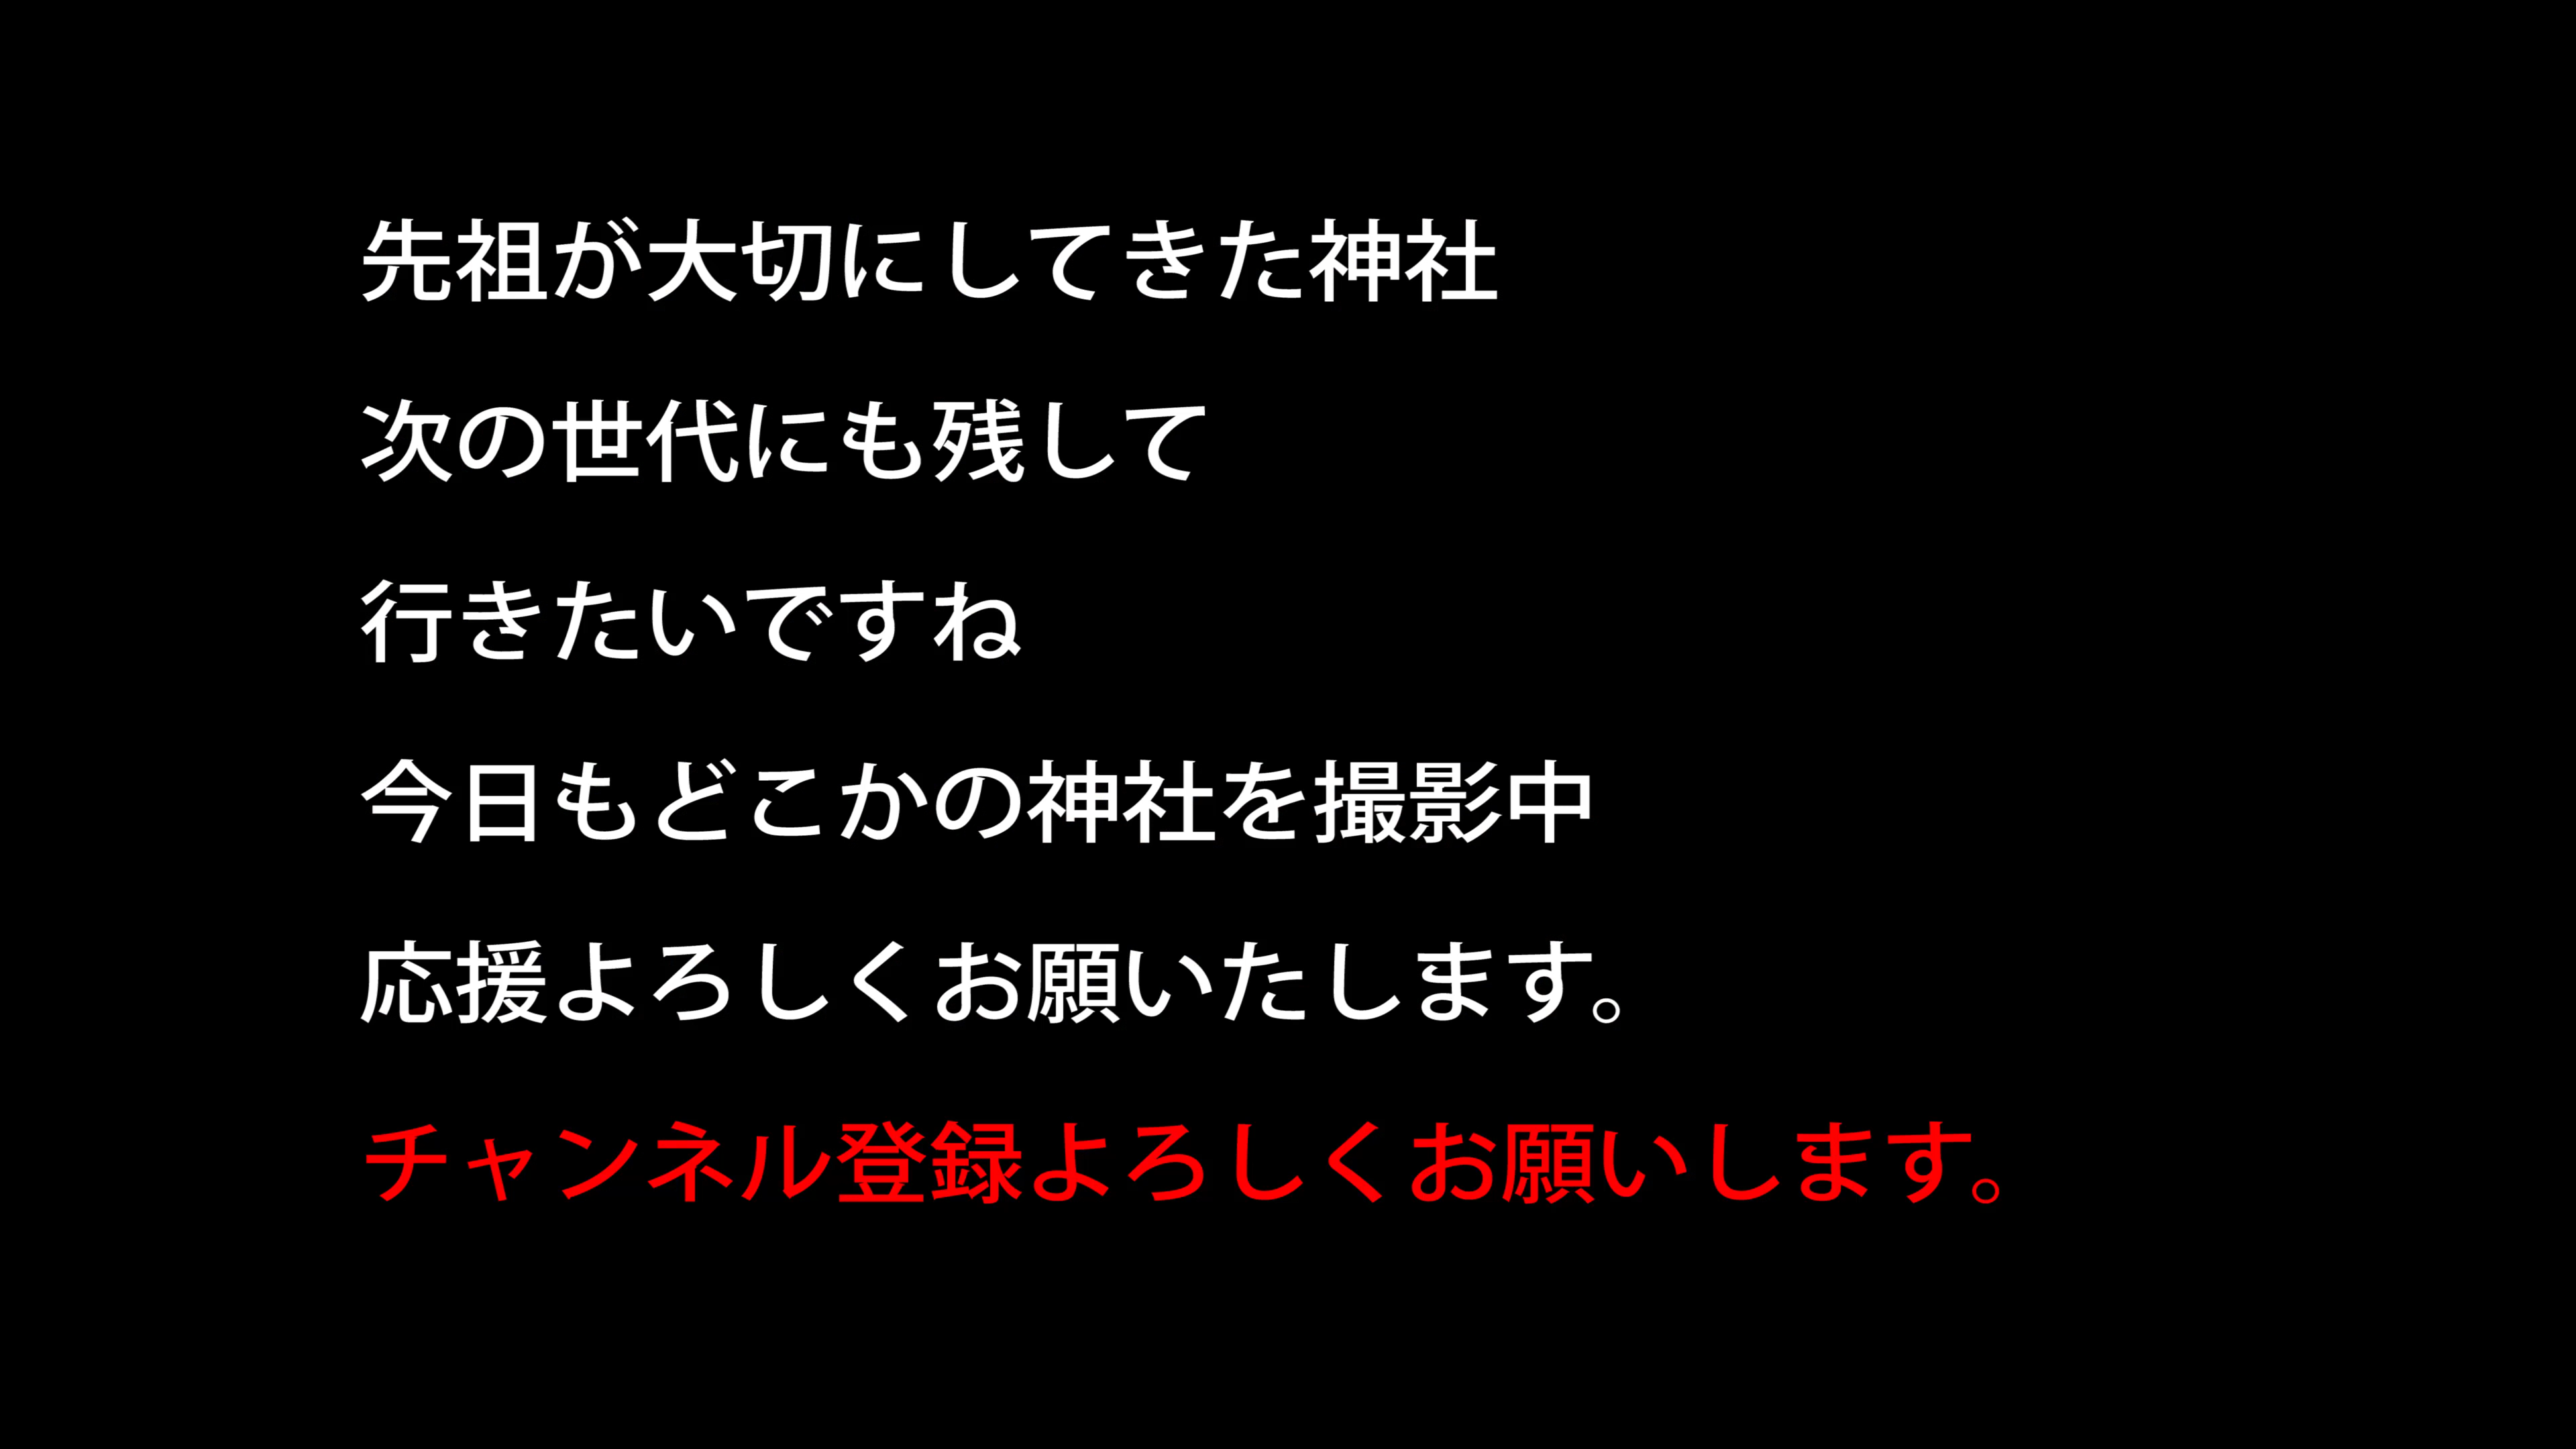 先祖が大切にしてきた神社
次の世代にも残して
行きたいですね
今日もどこかの神社を撮影中
応援よろしくお願いたします。
チャンネル登録よろしくお願いします。